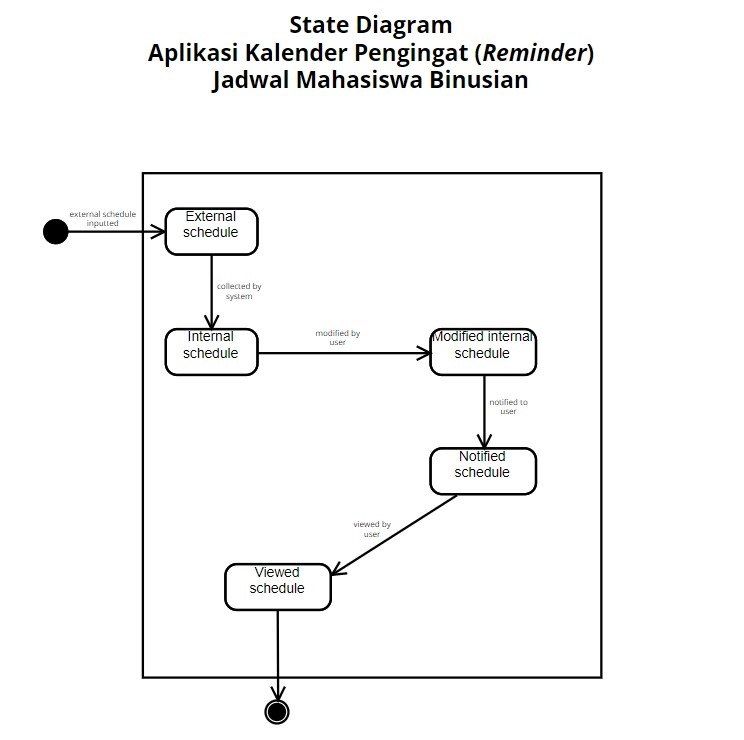 State Diagram
Aplikasi Kalender Pengingat (Reminder)
Jadwal Mahasiswa Binusian
external schedule
inputted
External
schedule
collected by
system
Internal
schedule
modified by
user
Modified internal
schedule
notified to
user
Notified
schedule
viewed by
user
Viewed
schedule